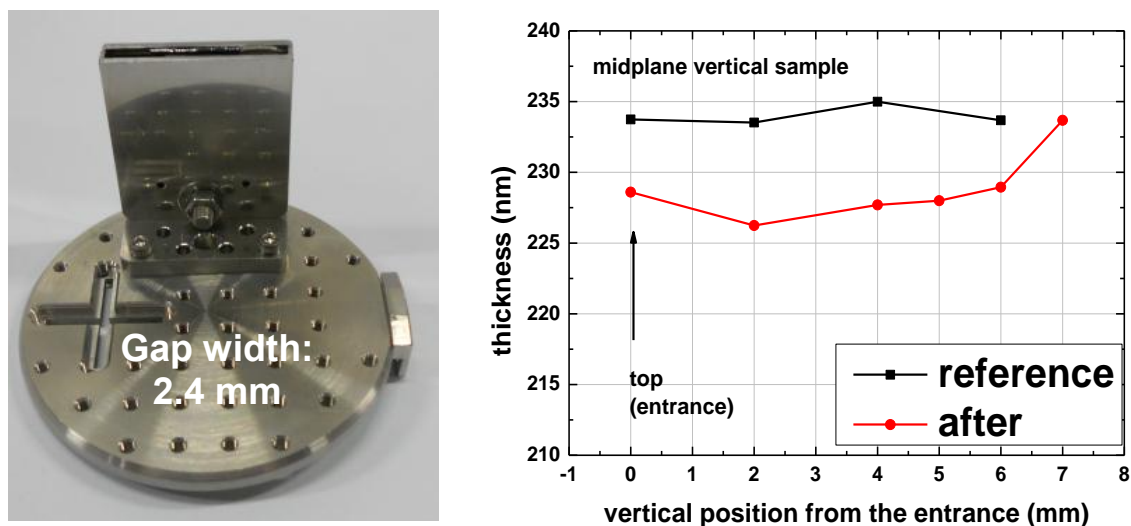 Gap width:
2.4 mm
240
235
230
225
220
215
210
thickness (nm)
midplane vertical sample
top
(entrance)
reference
after
-1 0 1 2 3 4 5 6 7 8
vertical position from the entrance (mm)